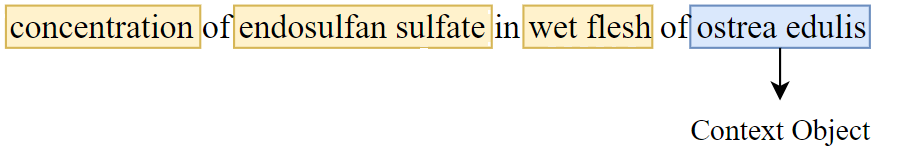 concentration of endosulfan sulfate in wet flesh of ostrea edulis
Context Object